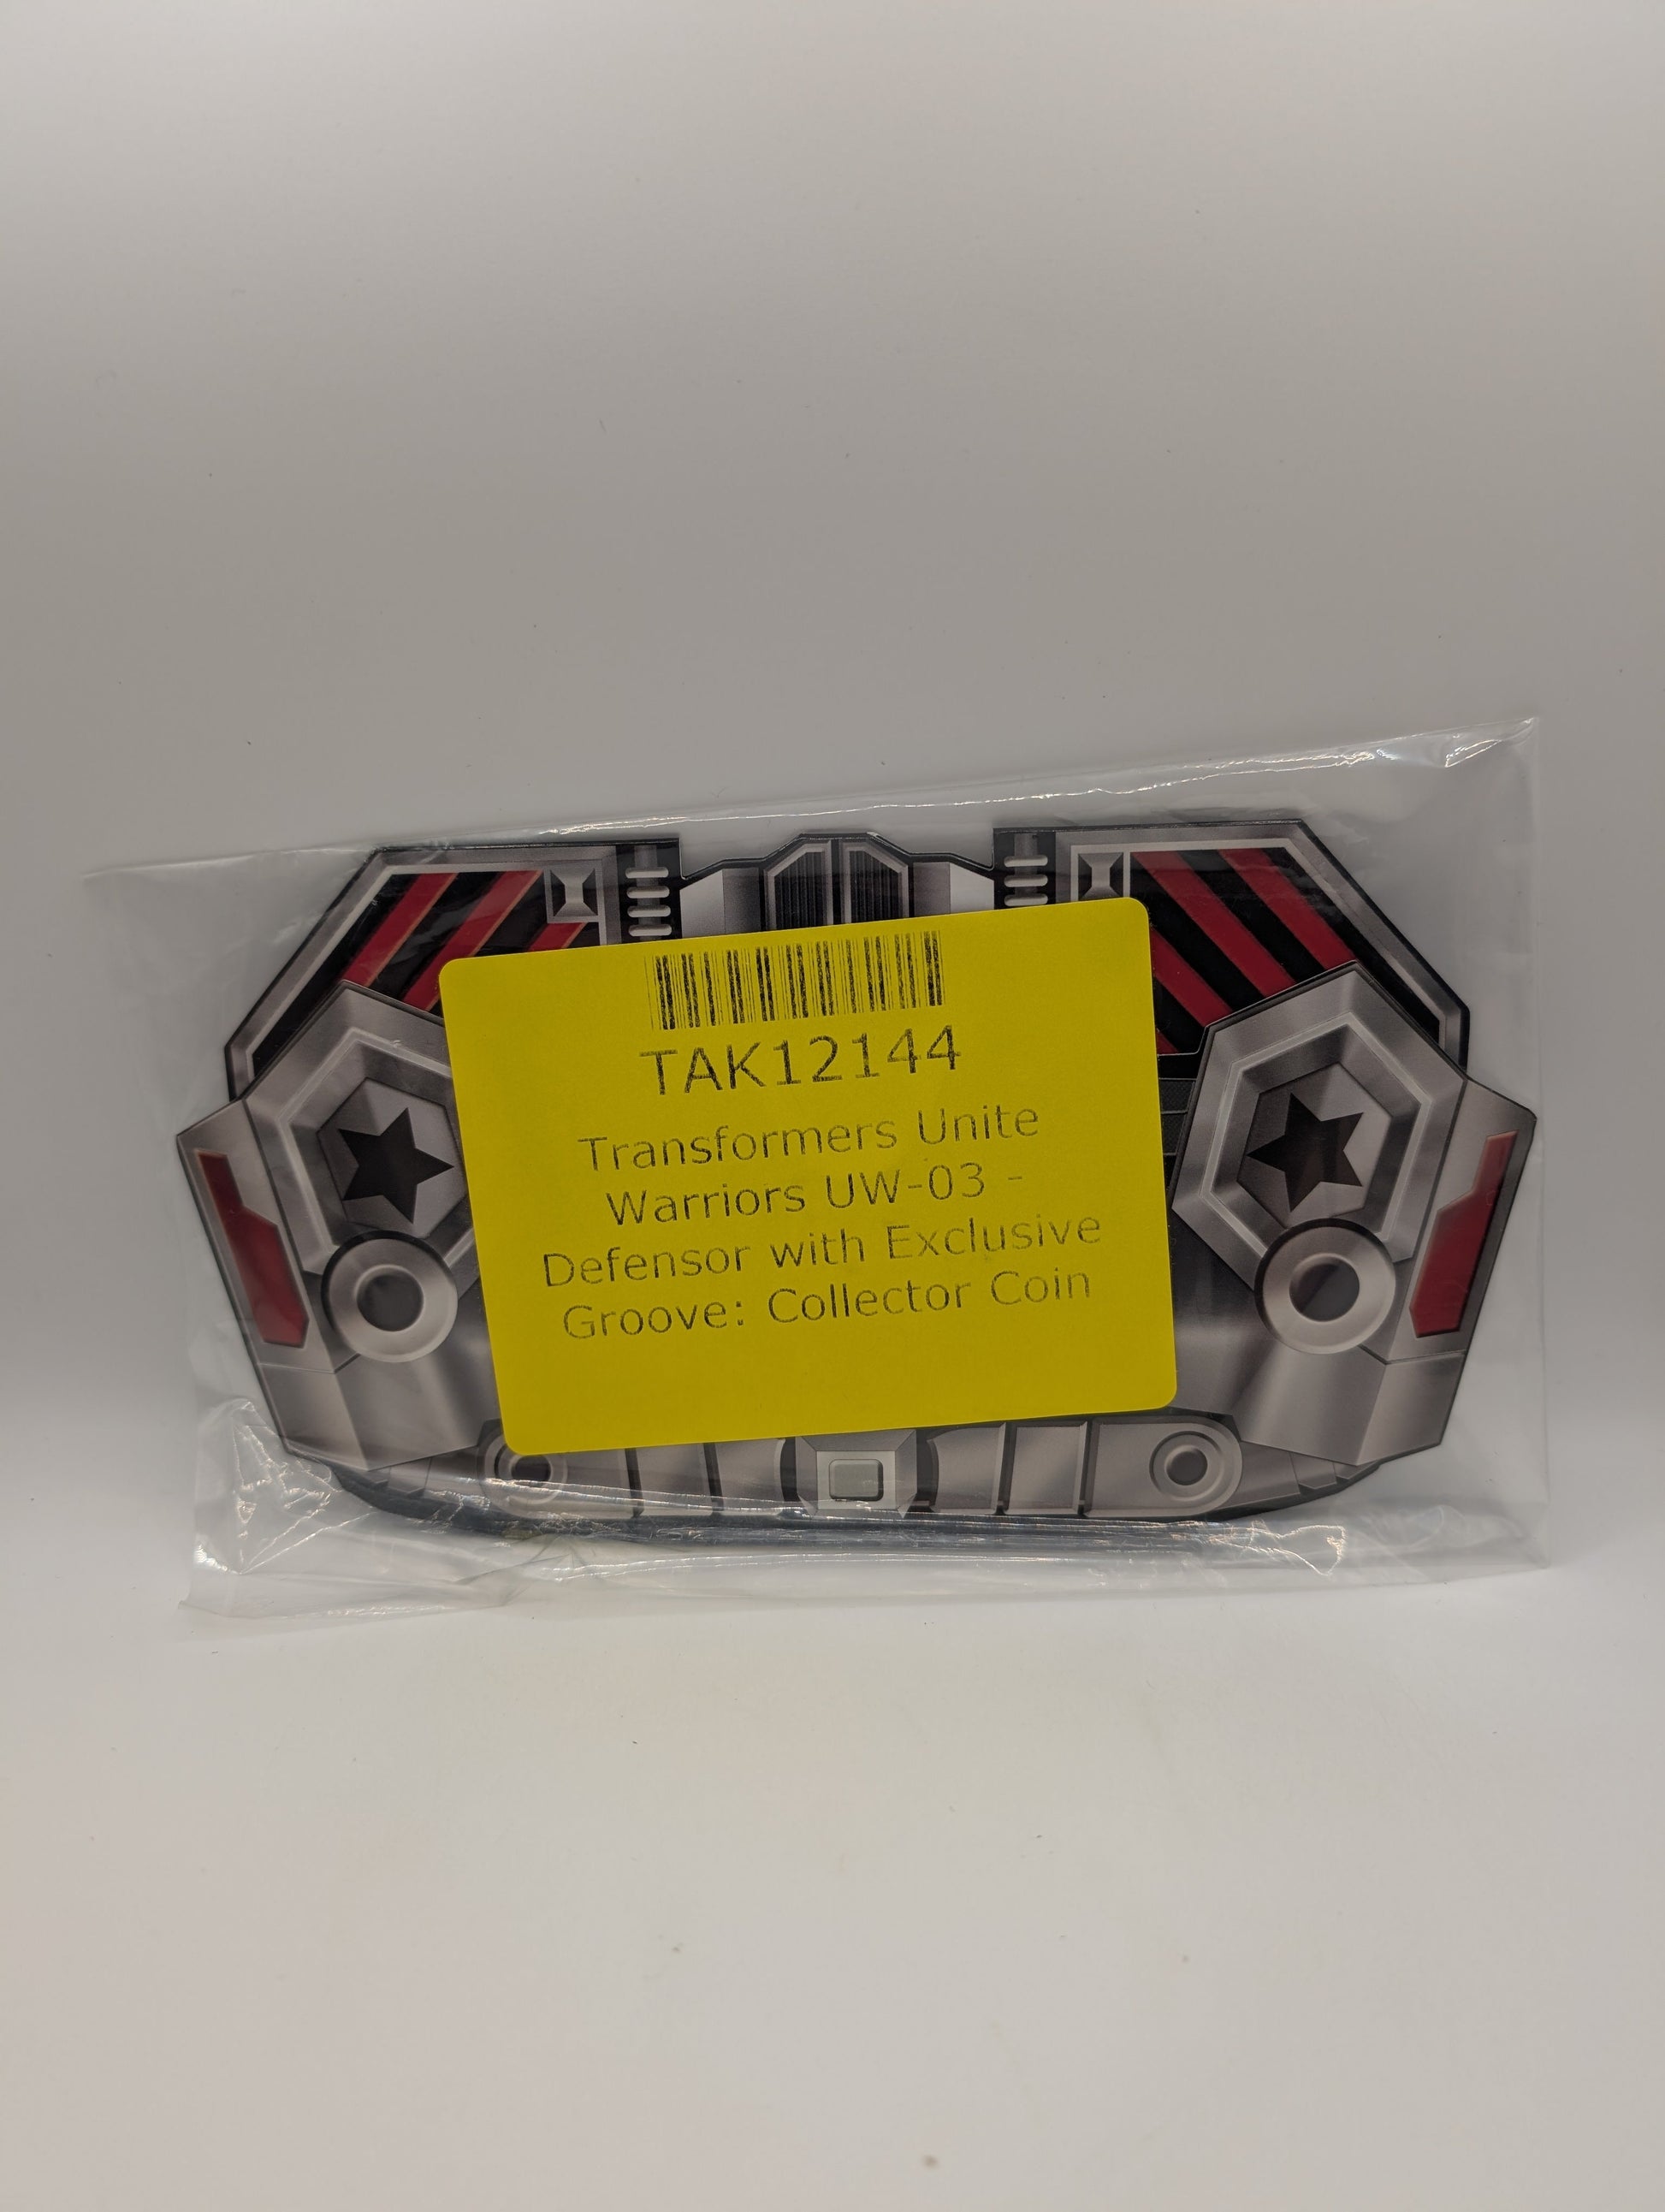 TAK12144
Transformers Unite
Warriors UW-03 -
Defensor with Exclusive
Groove: Collector Coin